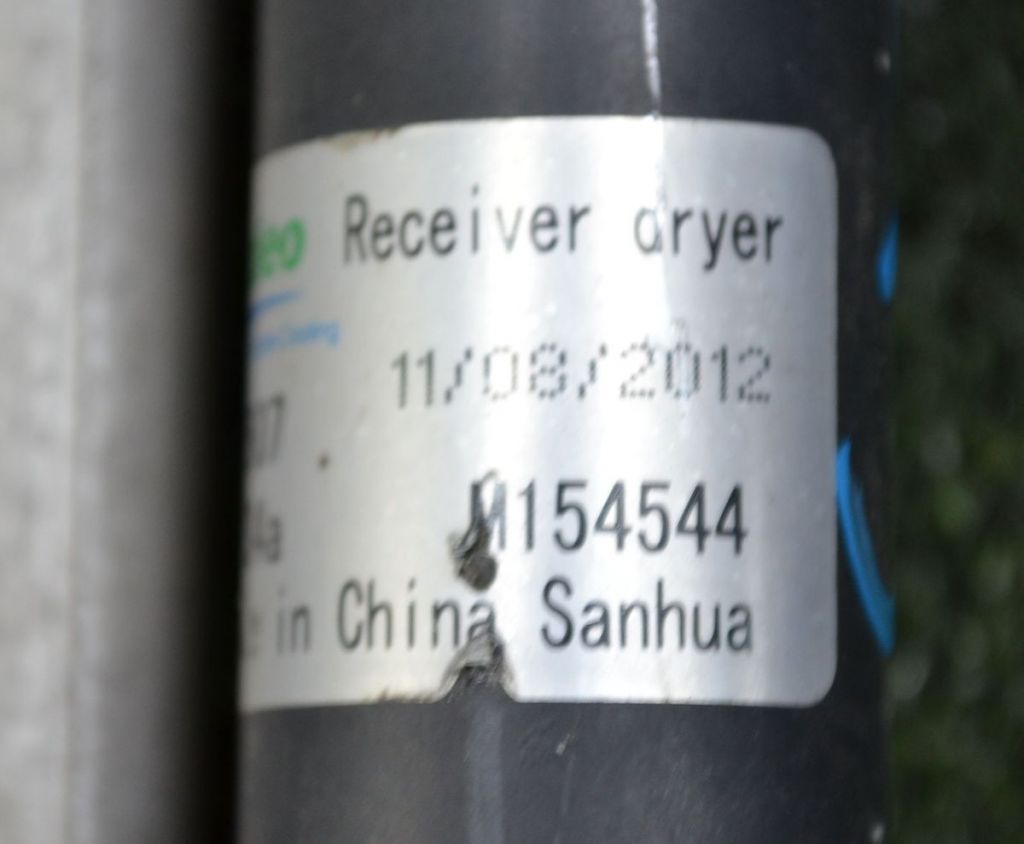 Receiver dryer
11/08/2012
M154544
in China Sanhua